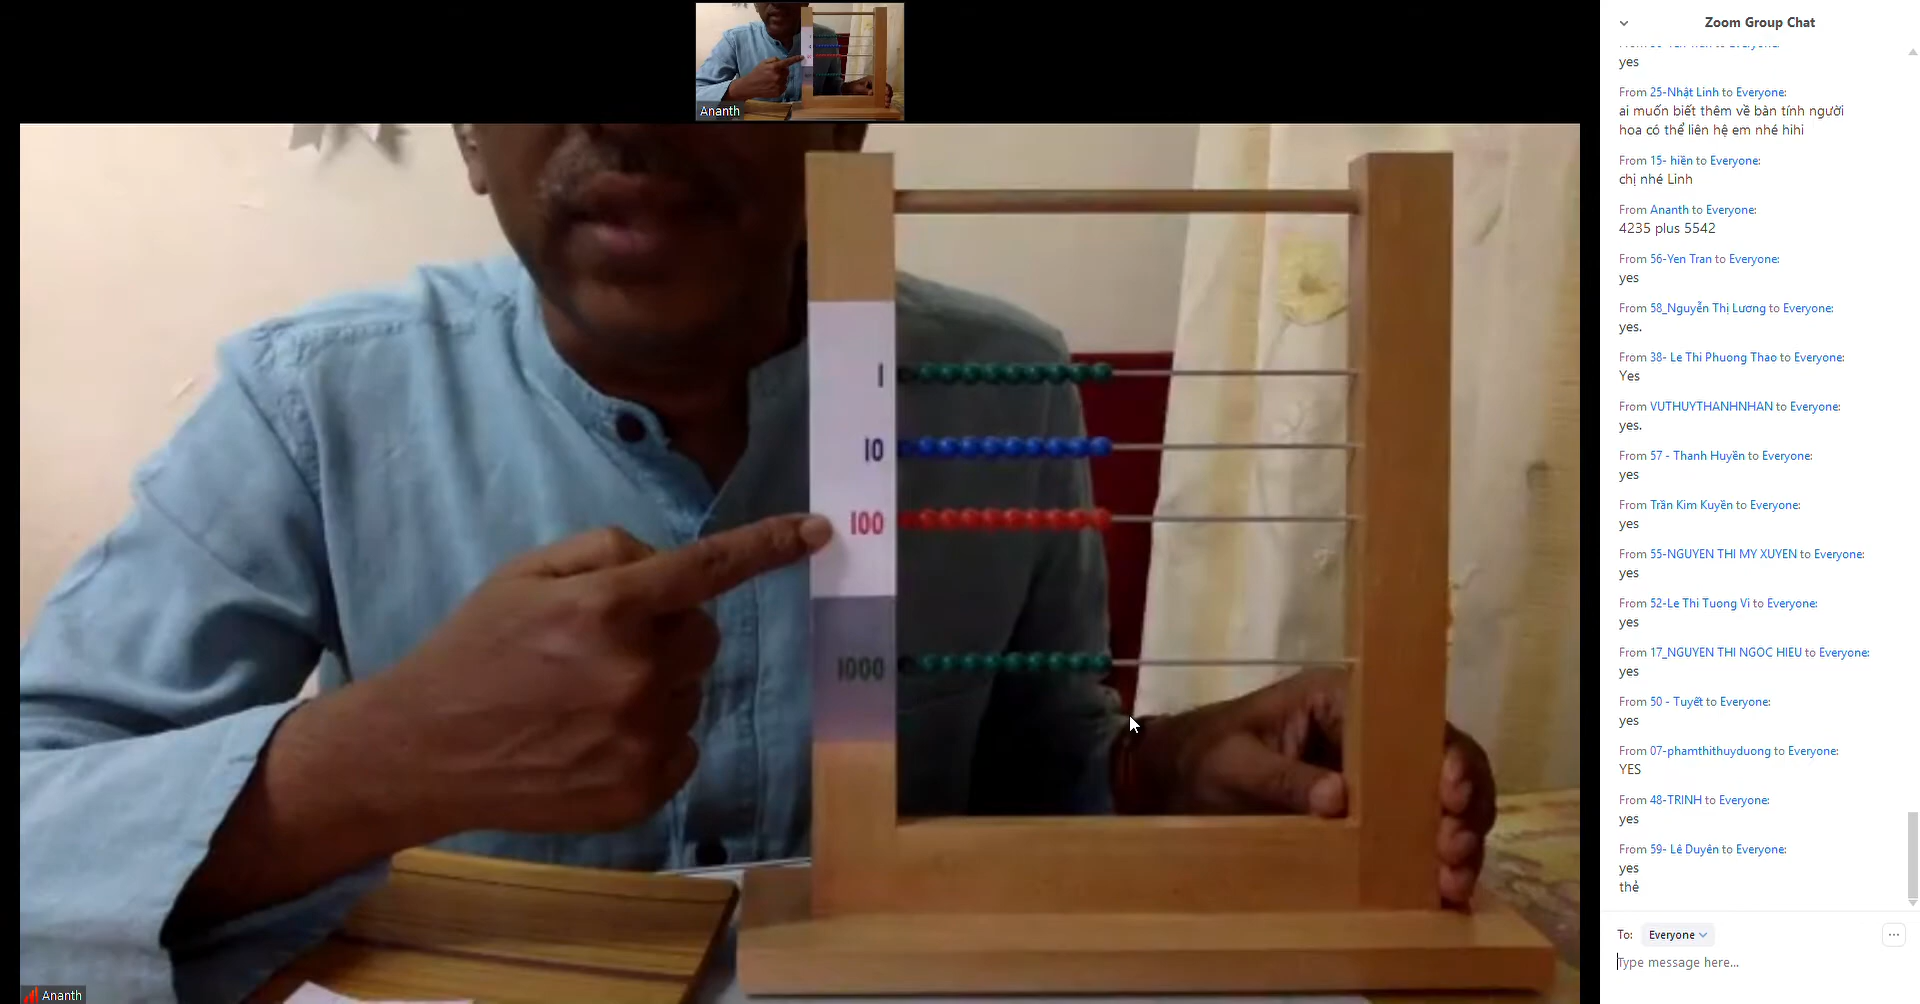 Ananth
1
10
100
1000
Ananth
Zoom Group Chat
yes
From 25-Nhật Linh to Everyone:
ai muốn biết thêm về bàn tính người
hoa có thể liên hệ em nhé hihi
From 15- hiền to Everyone:
chị nhé Linh
From Ananth to Everyone:
4235 plus 5542
From 56-Yen Tran to Everyone:
yes
From 58_Nguyễn Thị Lương to Everyone:
yes.
From 38- Le Thi Phuong Thao to Everyone:
Yes
From VUTHUYTHANHNHAN to Everyone:
yes.
From 57 - Thanh Huyền to Everyone:
yes
From Trần Kim Kuyền to Everyone:
yes
From 55-NGUYEN THI MY XUYEN to Everyone:
yes
From 52-Le Thi Tuong Vi to Everyone:
yes
From 17_NGUYEN THI NGOC HIEU to Everyone:
yes
From 50 - Tuyết to Everyone:
yes
From 07-phamthithuyduong to Everyone:
YES
From 48-TRINH to Everyone:
yes
From 59- Lê Duyên to Everyone:
yes
thẻ
To: Everyone
Type message here...